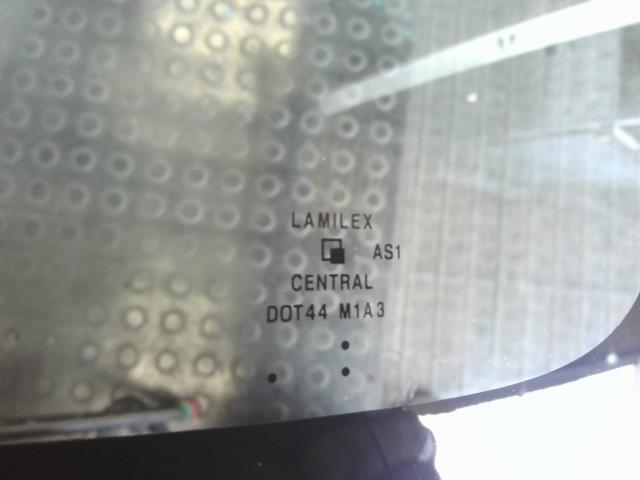 LAMILEX
AS1
CENTRAL
DOT44 M1A3